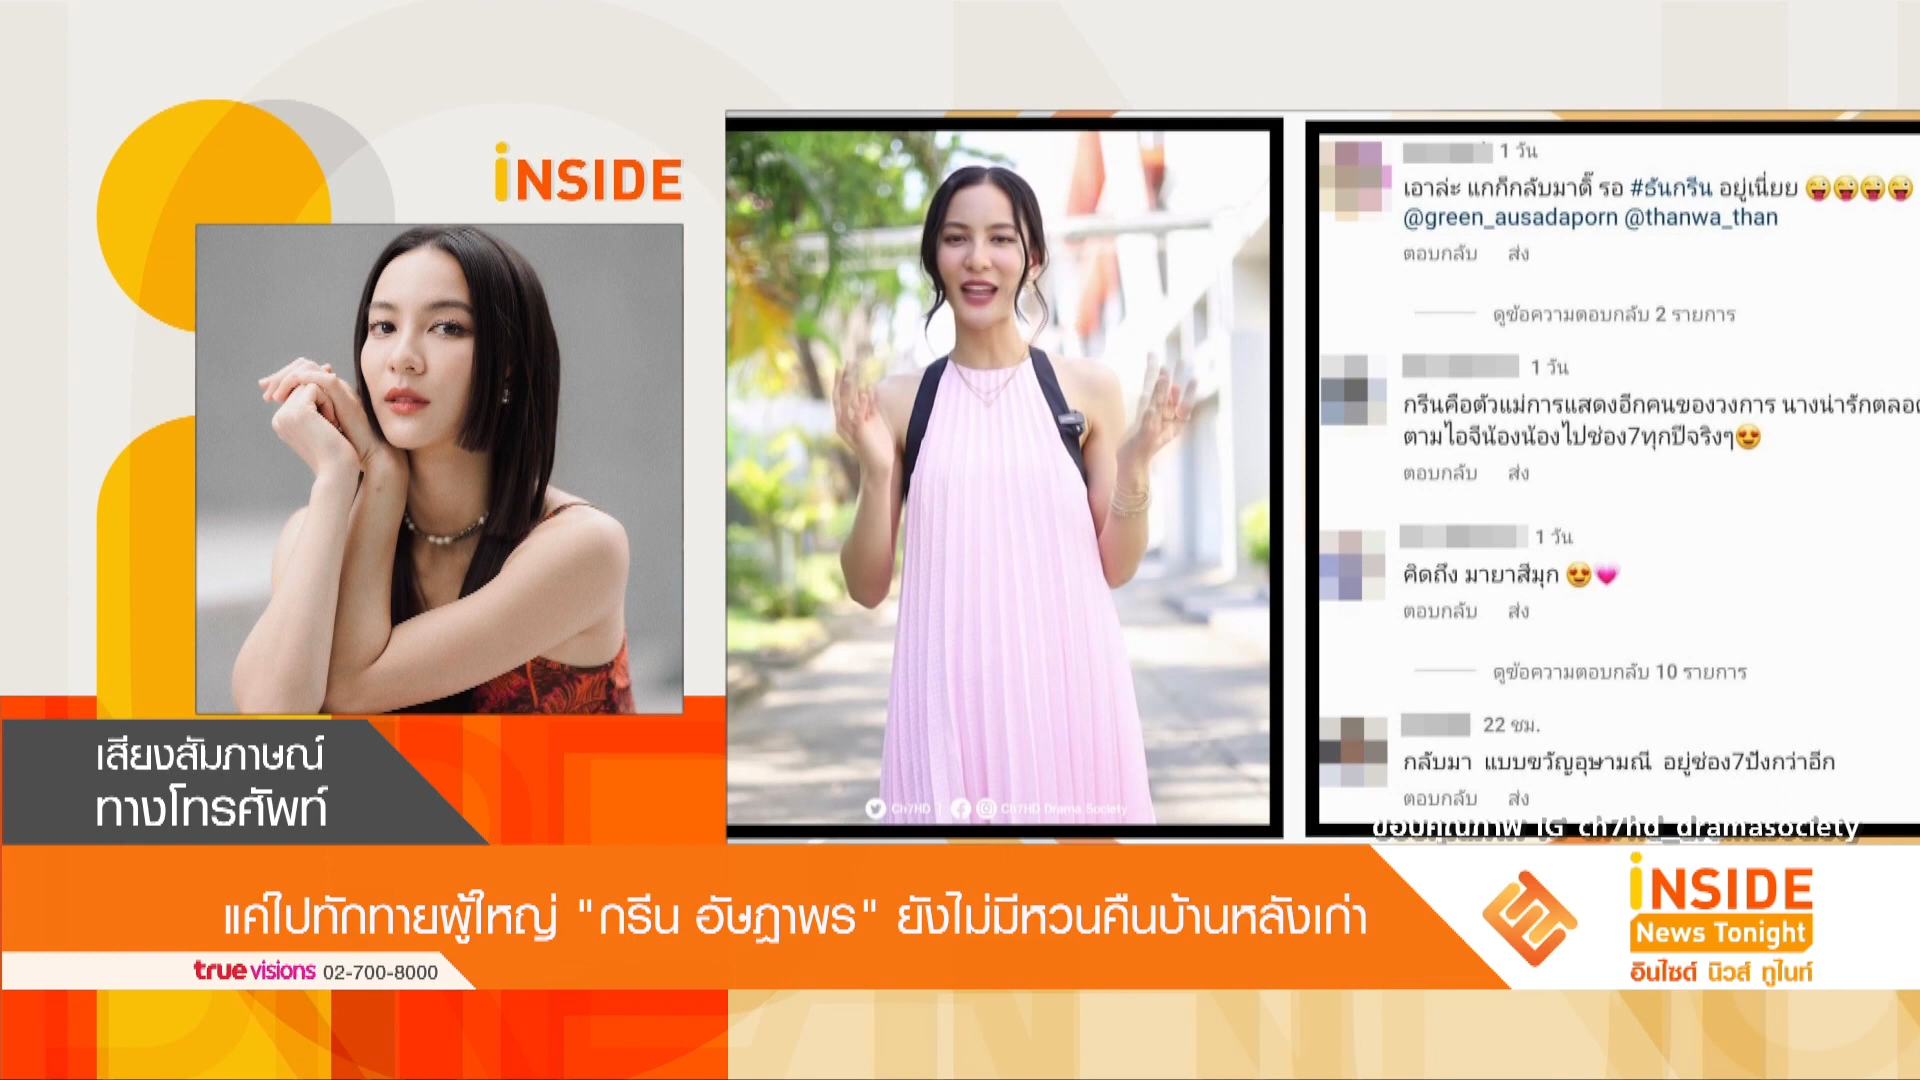 iNSIDE
1 วัน
เอาล่ะ แกก็กลับมาดิ๊ รอ #ธันกรีน อยู่เนี่ยย 😜😜😜😜
@green_ausadaporn @thanwa_than
ตอบกลับ ส่ง
ดูข้อความตอบกลับ 2 รายการ
1 วัน
กรีนคือตัวแม่การแสดงอีกคนของวงการ นางน่ารักตลอด
ตามไอจีน้องน้องไปช่อง7ทุกปีจริงๆ😍
ตอบกลับ ส่ง
1 วัน
คิดถึง มายาสีมุก 😍💗
ตอบกลับ ส่ง
ดูข้อความตอบกลับ 10 รายการ
22 ชม.
กลับมา แบบขวัญอุษามณี อยู่ช่อง7ปังกว่าอีก
ตอบกลับ ส่ง
Ch7HD | Ch7HD Drama Society
ขอบคุณภาพ IG ch7hd_dramasociety
เสียงสัมภาษณ์
ทางโทรศัพท์
แค่ไปทักทายผู้ใหญ่ "กรีน อัษฎาพร" ยังไม่มีหวนคืนบ้านหลังเก่า
truevisions 02-700-8000
iNSIDE
News Tonight
อินไซด์ นิวส์ ทูไนท์